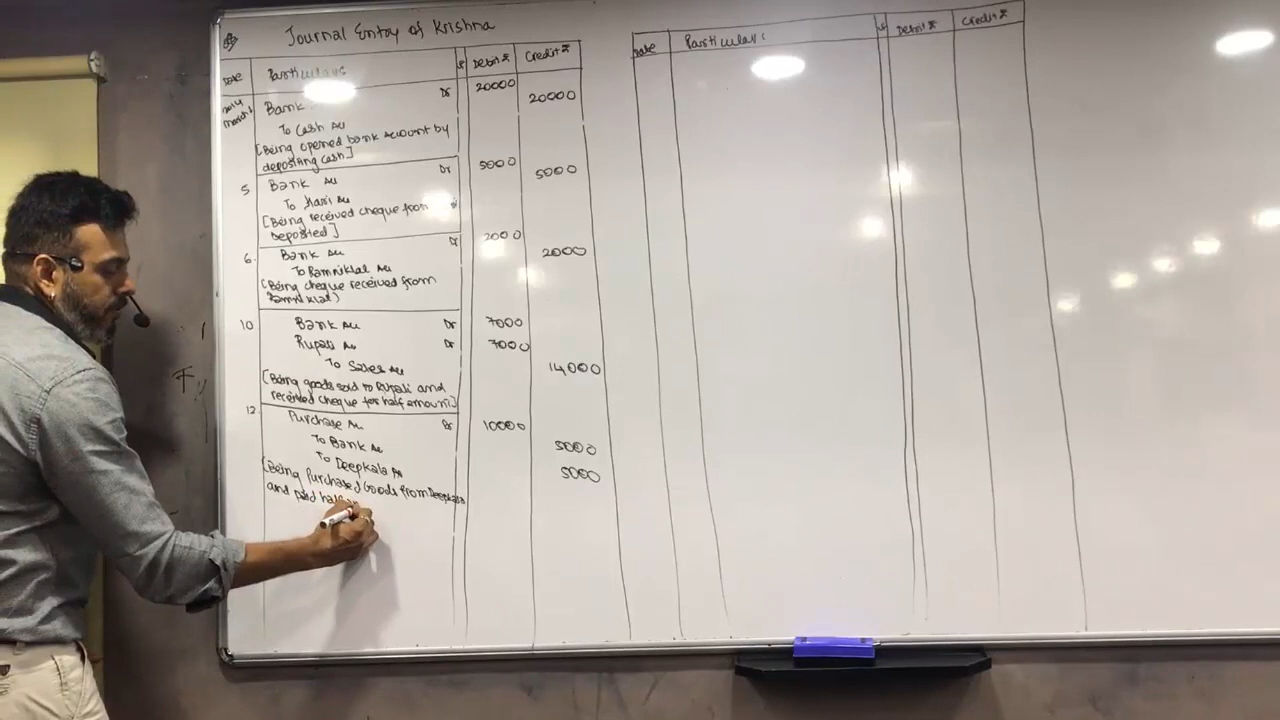 Journal Entry of Krishna
Date Particulars Debit ₹ Credit ₹
Bank Dr 20000
To Cash A/c 20000
[Being opened bank account by
depositing cash]
5 Bank A/c Dr 5000
To Hari A/c 5000
[Being received cheque from
deposited]
6. Bank A/c Dr 2000
To Ramniklal A/c 2000
(Being cheque received from
Ramniklal)
10 Bank A/c Dr 7000
Rupali A/c Dr 7000
To Sales A/c 14,000
[Being goods sold to Rupali and
received cheque for half amount]
12. Purchase A/c Dr 10000
To Bank A/c 5000
To Deepkala A/c 5000
(Being Purchased Goods from Deepkala
and paid half
Date Particulars Debit ₹ Credit ₹